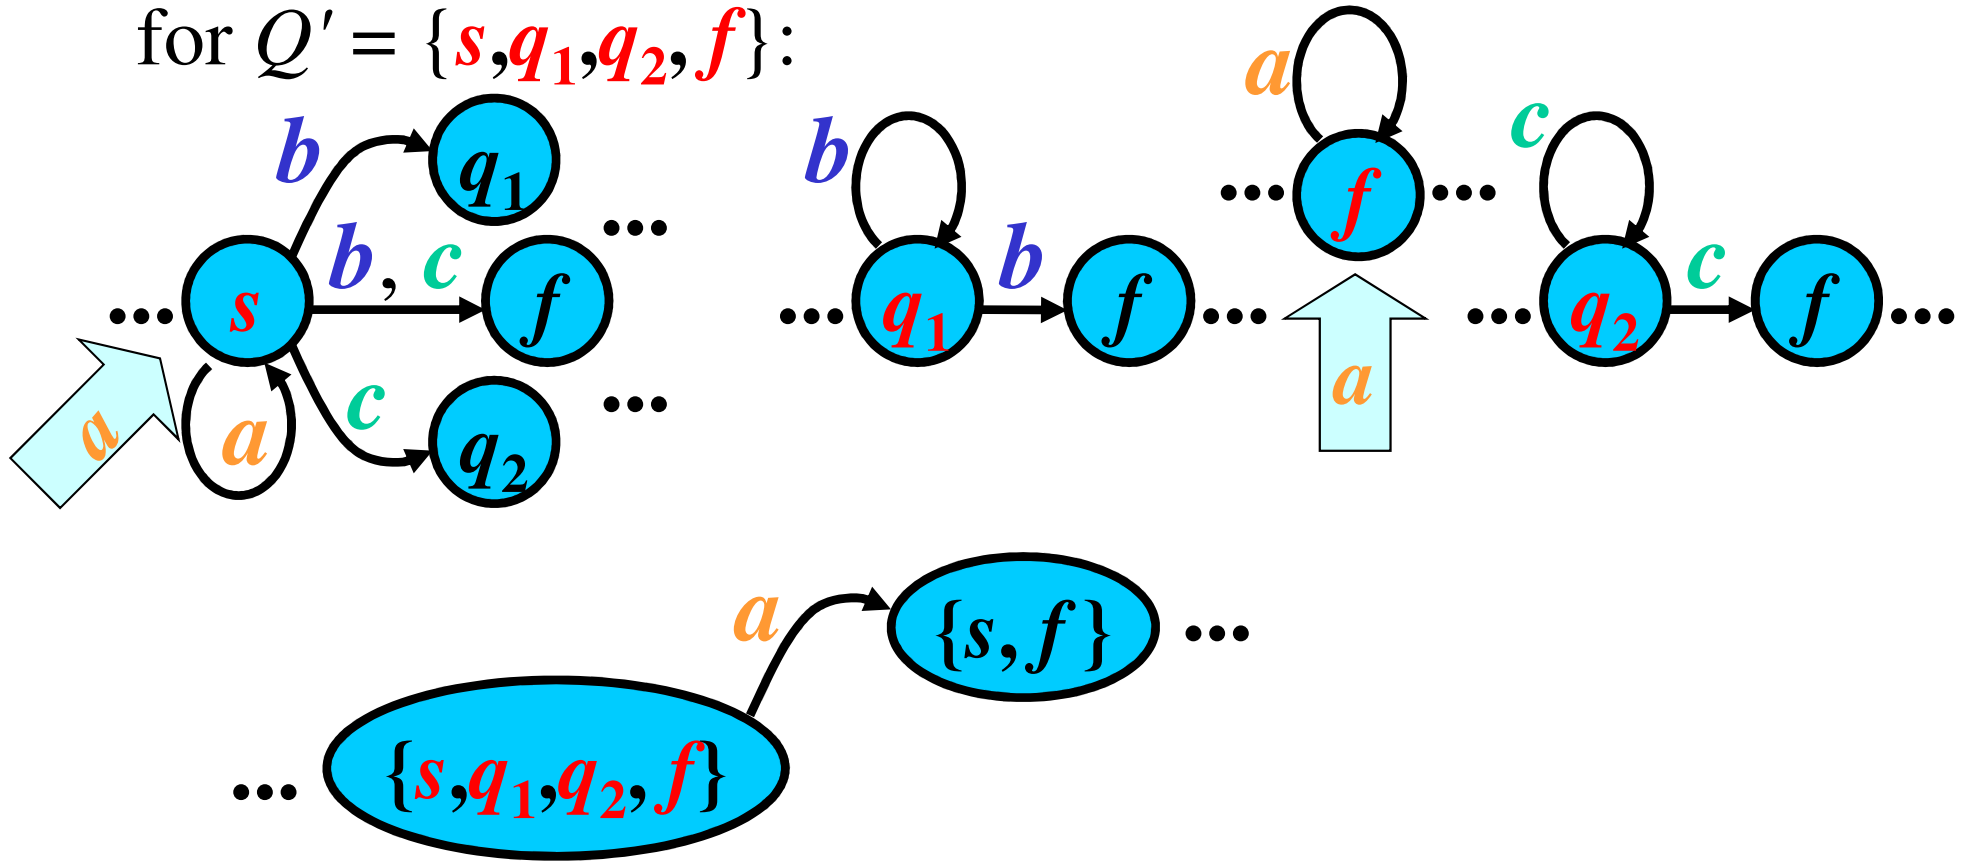 for Q′ = {s,q1,q2,f}:
a
b
q1
b
c
...
b, c
...
b
f
...
f
...
c
...
s
f
...
q1
f
...
...
q2
f
...
a
a
c
q2
...
a
a
{s,f}
...
...
{s,q1,q2,f}